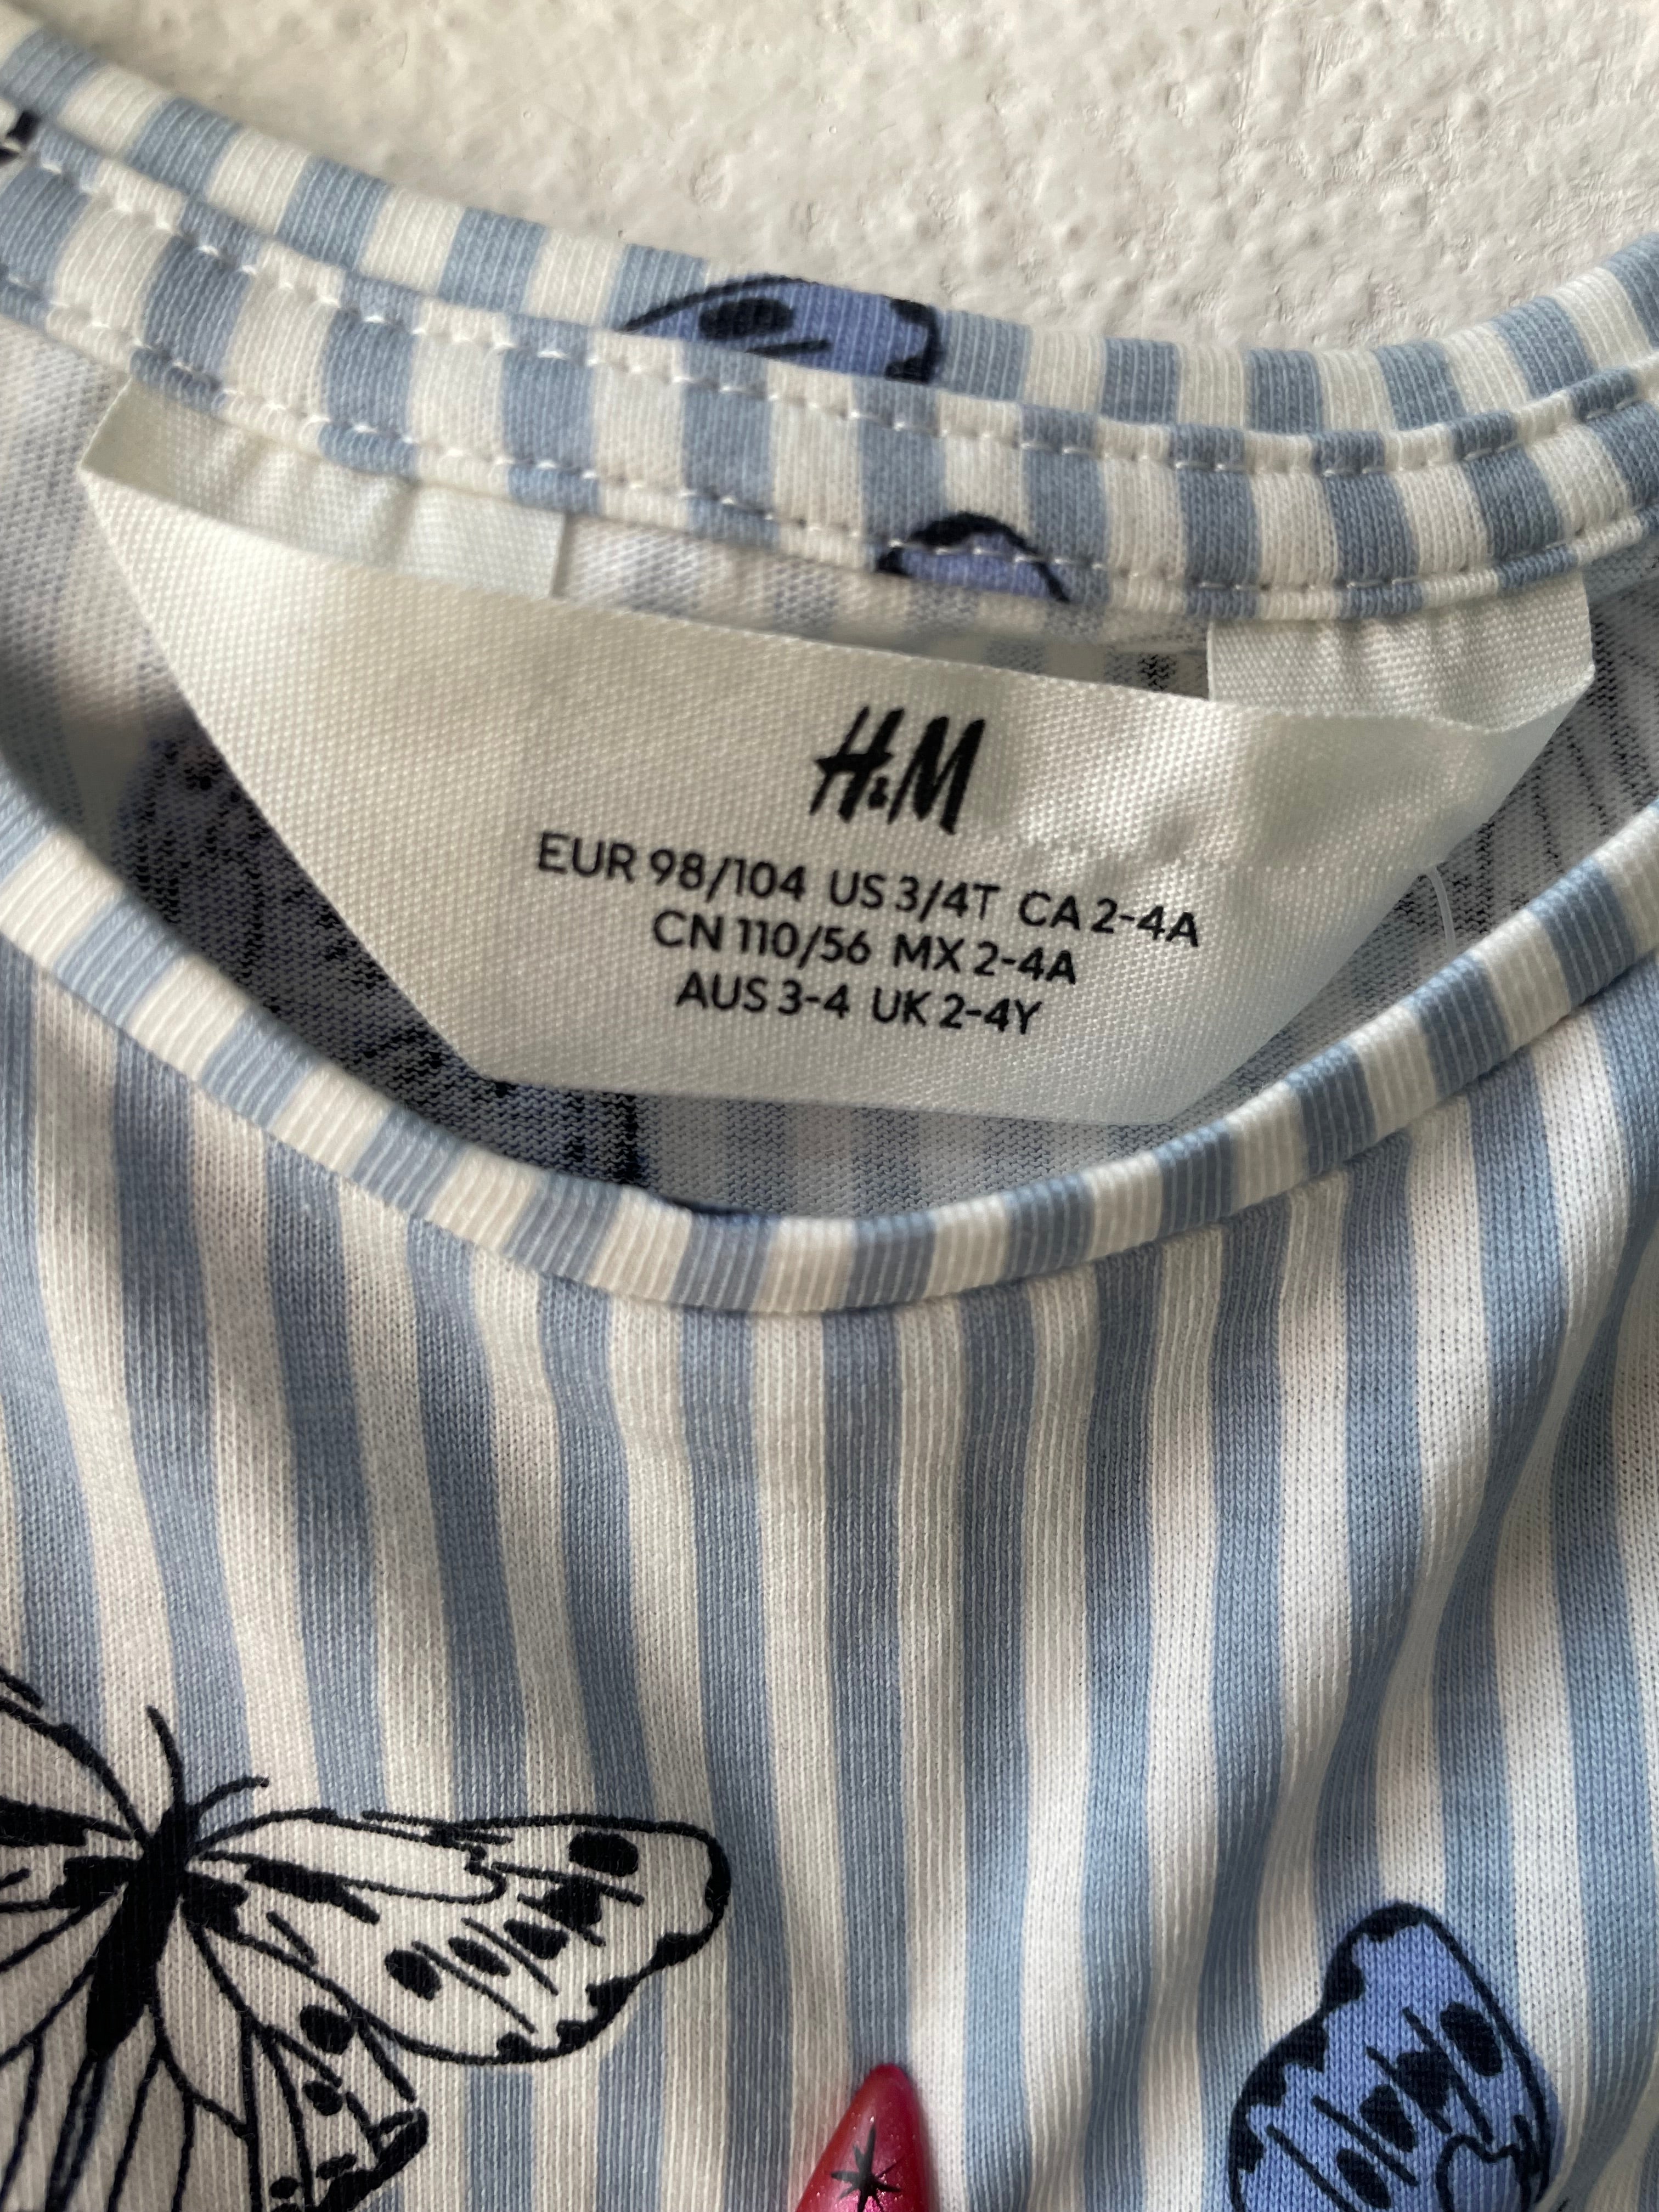 H&M
EUR 98/104 US 3/4T CA 2-4A
CN 110/56 MX 2-4A
AUS 3-4 UK 2-4Y